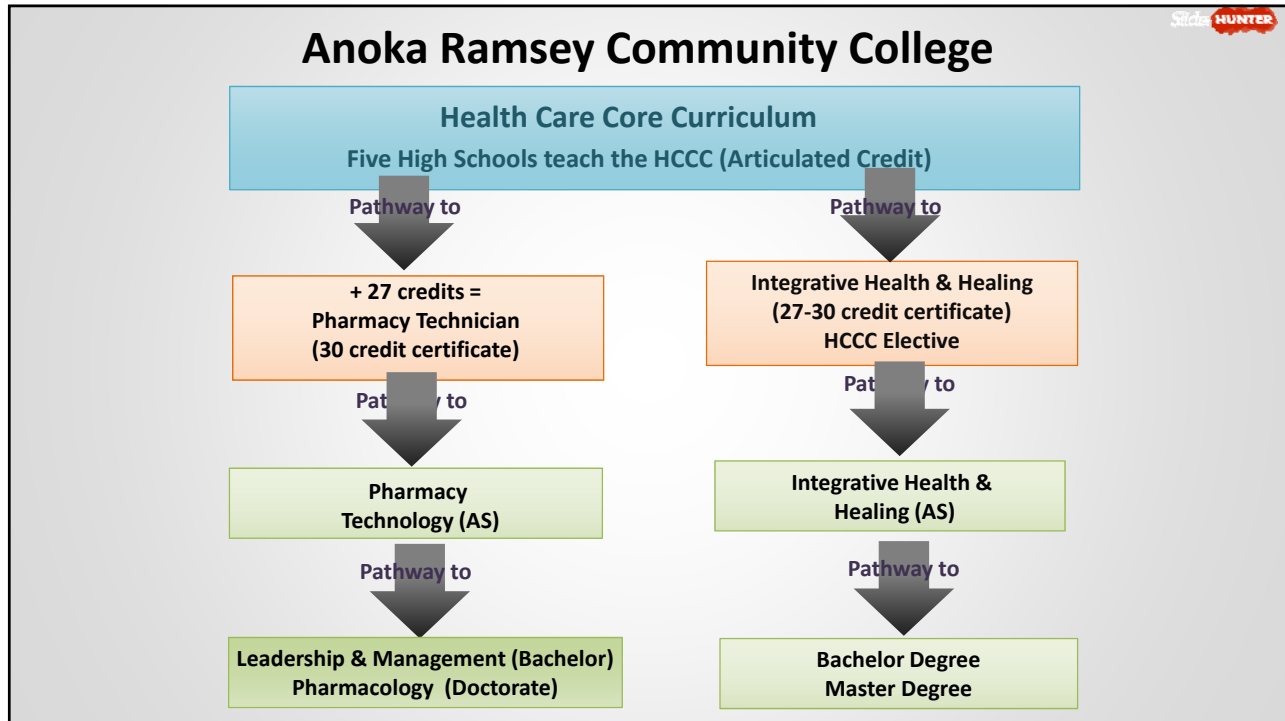 Slide HUNTER
Anoka Ramsey Community College
Health Care Core Curriculum
Five High Schools teach the HCCC (Articulated Credit)
Pathway to
+ 27 credits =
Pharmacy Technician
(30 credit certificate)
Pathway to
Pharmacy
Technology (AS)
Pathway to
Leadership & Management (Bachelor)
Pharmacology (Doctorate)
Pathway to
Integrative Health & Healing
(27-30 credit certificate)
HCCC Elective
Pathway to
Integrative Health &
Healing (AS)
Pathway to
Bachelor Degree
Master Degree